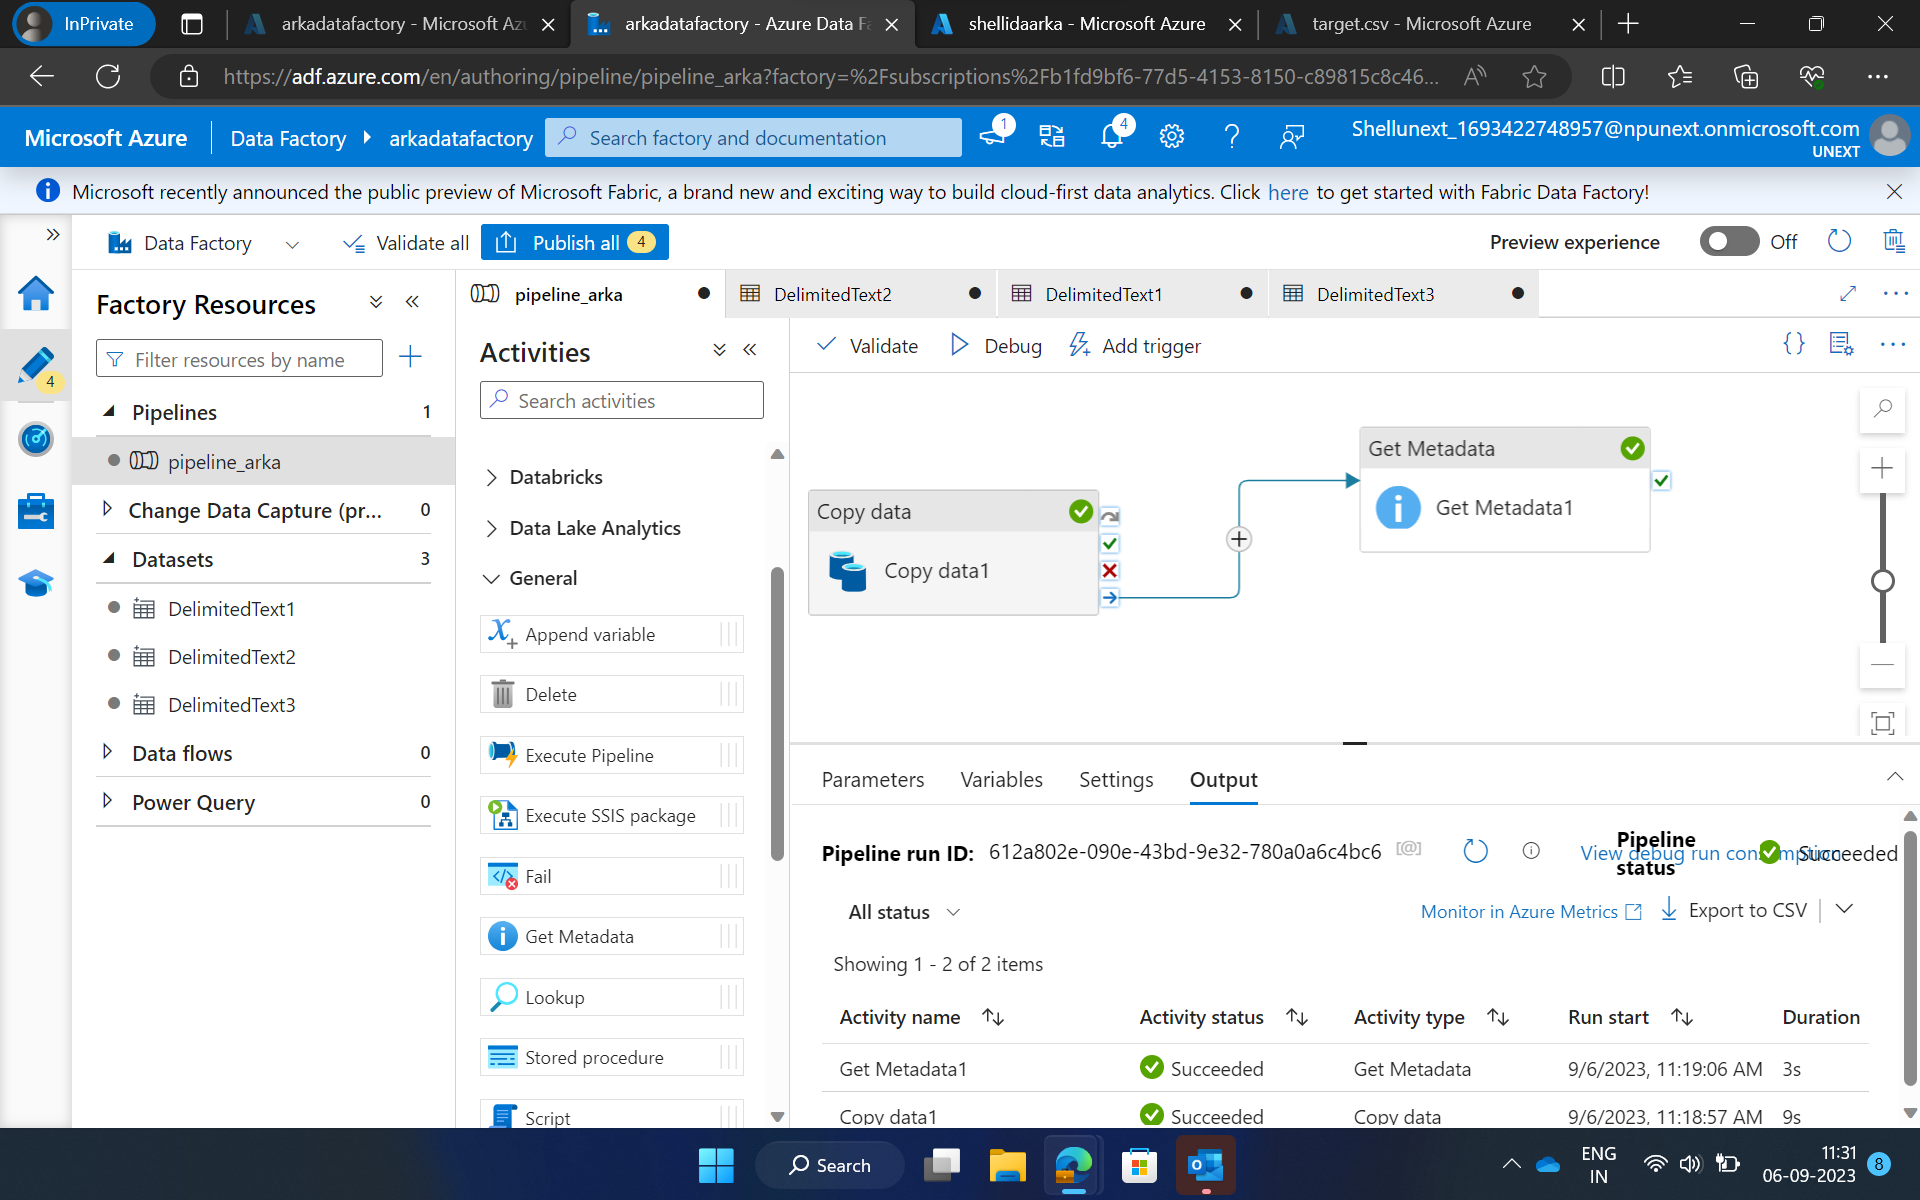 InPrivate
arkadatafactory - Microsoft Az
arkadatafactory - Azure Data Fa
shellidaarka - Microsoft Azure
target.csv - Microsoft Azure
https://adf.azure.com/en/authoring/pipeline/pipeline_arka?factory=%2Fsubscriptions%2Fb1fd9bf6-77d5-4153-8150-c89815c8c46...
Microsoft Azure
Data Factory
arkadatafactory
Search factory and documentation
1
4
Shellunext_1693422748957@npunext.onmicrosoft.com
UNEXT
Microsoft recently announced the public preview of Microsoft Fabric, a brand new and exciting way to build cloud-first data analytics. Click here to get started with Fabric Data Factory!
Data Factory
Validate all
Publish all 4
Preview experience
Off
Factory Resources
pipeline_arka
DelimitedText2
DelimitedText1
DelimitedText3
Filter resources by name
4
Pipelines 1
pipeline_arka
Change Data Capture (pr... 0
Datasets 3
DelimitedText1
DelimitedText2
DelimitedText3
Data flows 0
Power Query 0
Activities
Search activities
Databricks
Data Lake Analytics
General
Append variable
Delete
Execute Pipeline
Execute SSIS package
Fail
Get Metadata
Lookup
Stored procedure
Script
Validate
Debug
Add trigger
Copy data
Copy data1
Get Metadata
Get Metadata1
Parameters
Variables
Settings
Output
Pipeline run ID: 612a802e-090e-43bd-9e32-780a0a6c4bc6
View debug run consumption
Pipeline status
Succeeded
All status
Monitor in Azure Metrics
Export to CSV
Showing 1 - 2 of 2 items
Activity name Activity status Activity type Run start Duration
Get Metadata1 Succeeded Get Metadata 9/6/2023, 11:19:06 AM 3s
Copy data1 Succeeded Copy data 9/6/2023, 11:18:57 AM 9s
Search
ENG
IN
11:31
06-09-2023
8